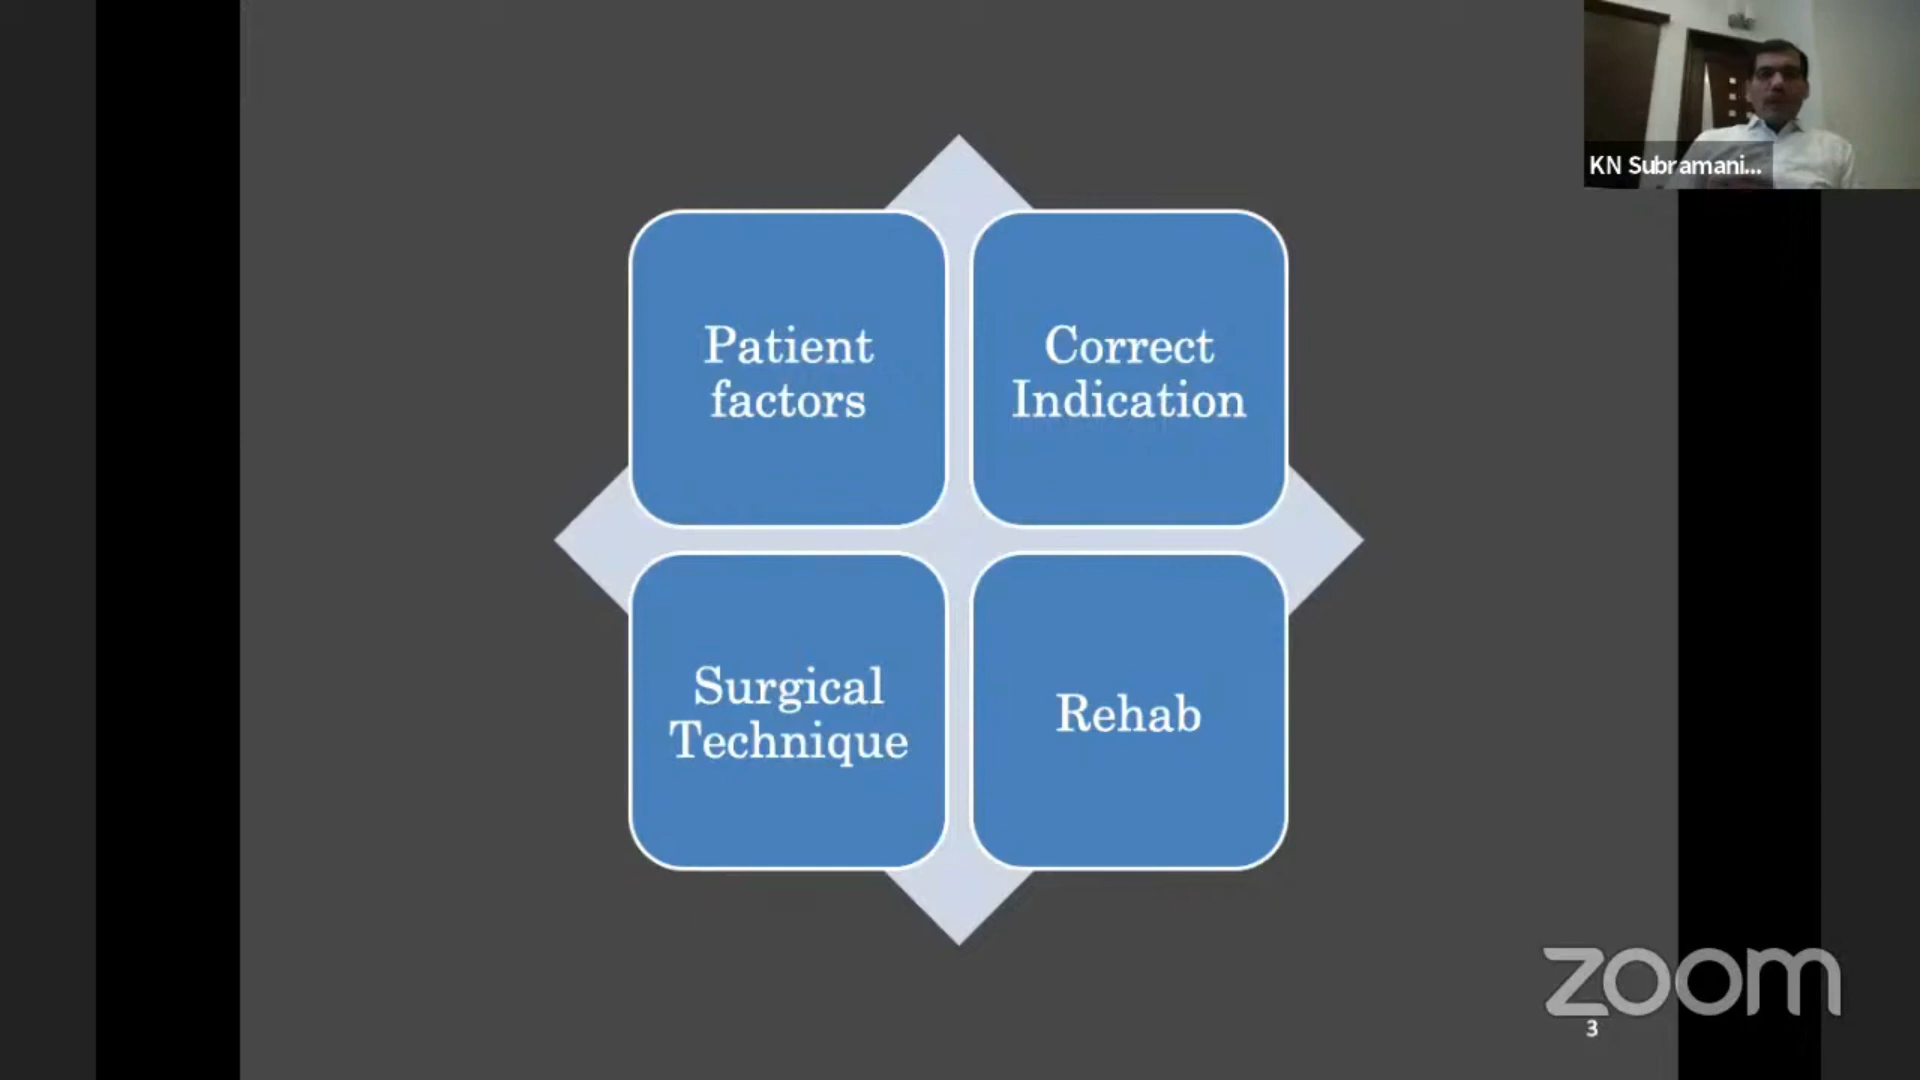 KN Subramani...
Patient
factors
Correct
Indication
Surgical
Technique
Rehab
zoom
3